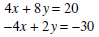 4x + 8y = 20
−4x + 2y = −30